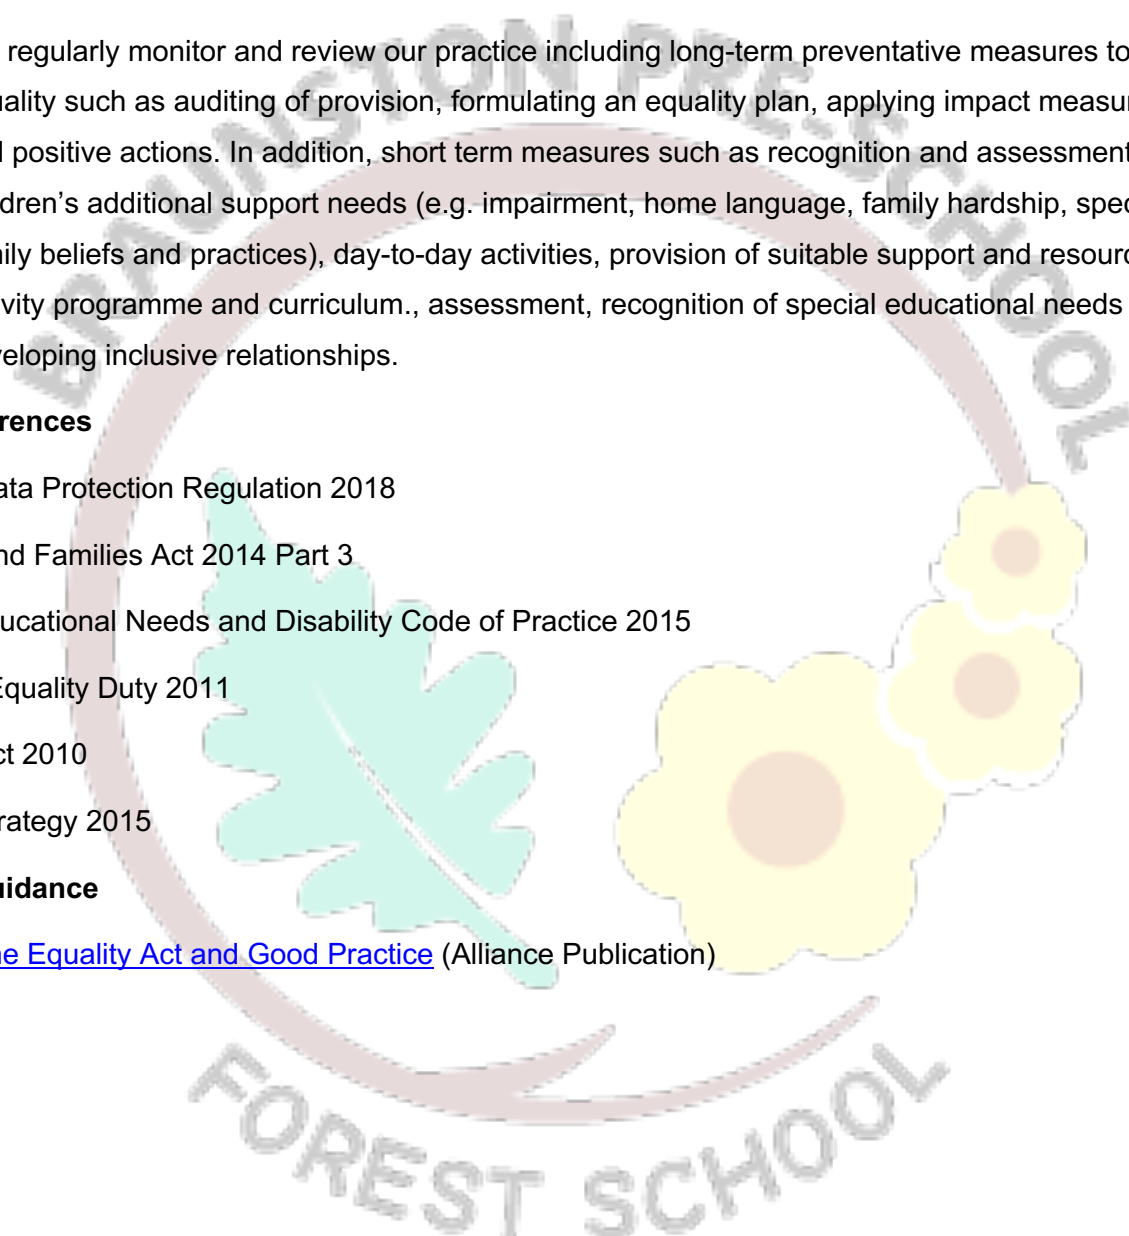 regularly monitor and review our practice including long-term preventative measures to
uality such as auditing of provision, formulating an equality plan, applying impact measur
positive actions. In addition, short term measures such as recognition and assessment
dren's additional support needs (e.g. impairment, home language, family hardship, spec
ily beliefs and practices), day-to-day activities, provision of suitable support and resourc
vity programme and curriculum., assessment, recognition of special educational needs
veloping inclusive relationships.
rences
ata Protection Regulation 2018
nd Families Act 2014 Part 3
ucational Needs and Disability Code of Practice 2015
Equality Duty 2011
ct 2010
rategy 2015
uidance
ne Equality Act and Good Practice (Alliance Publication)
BRAUNSTON PRE-SCHOOL
FOREST SCHOOL